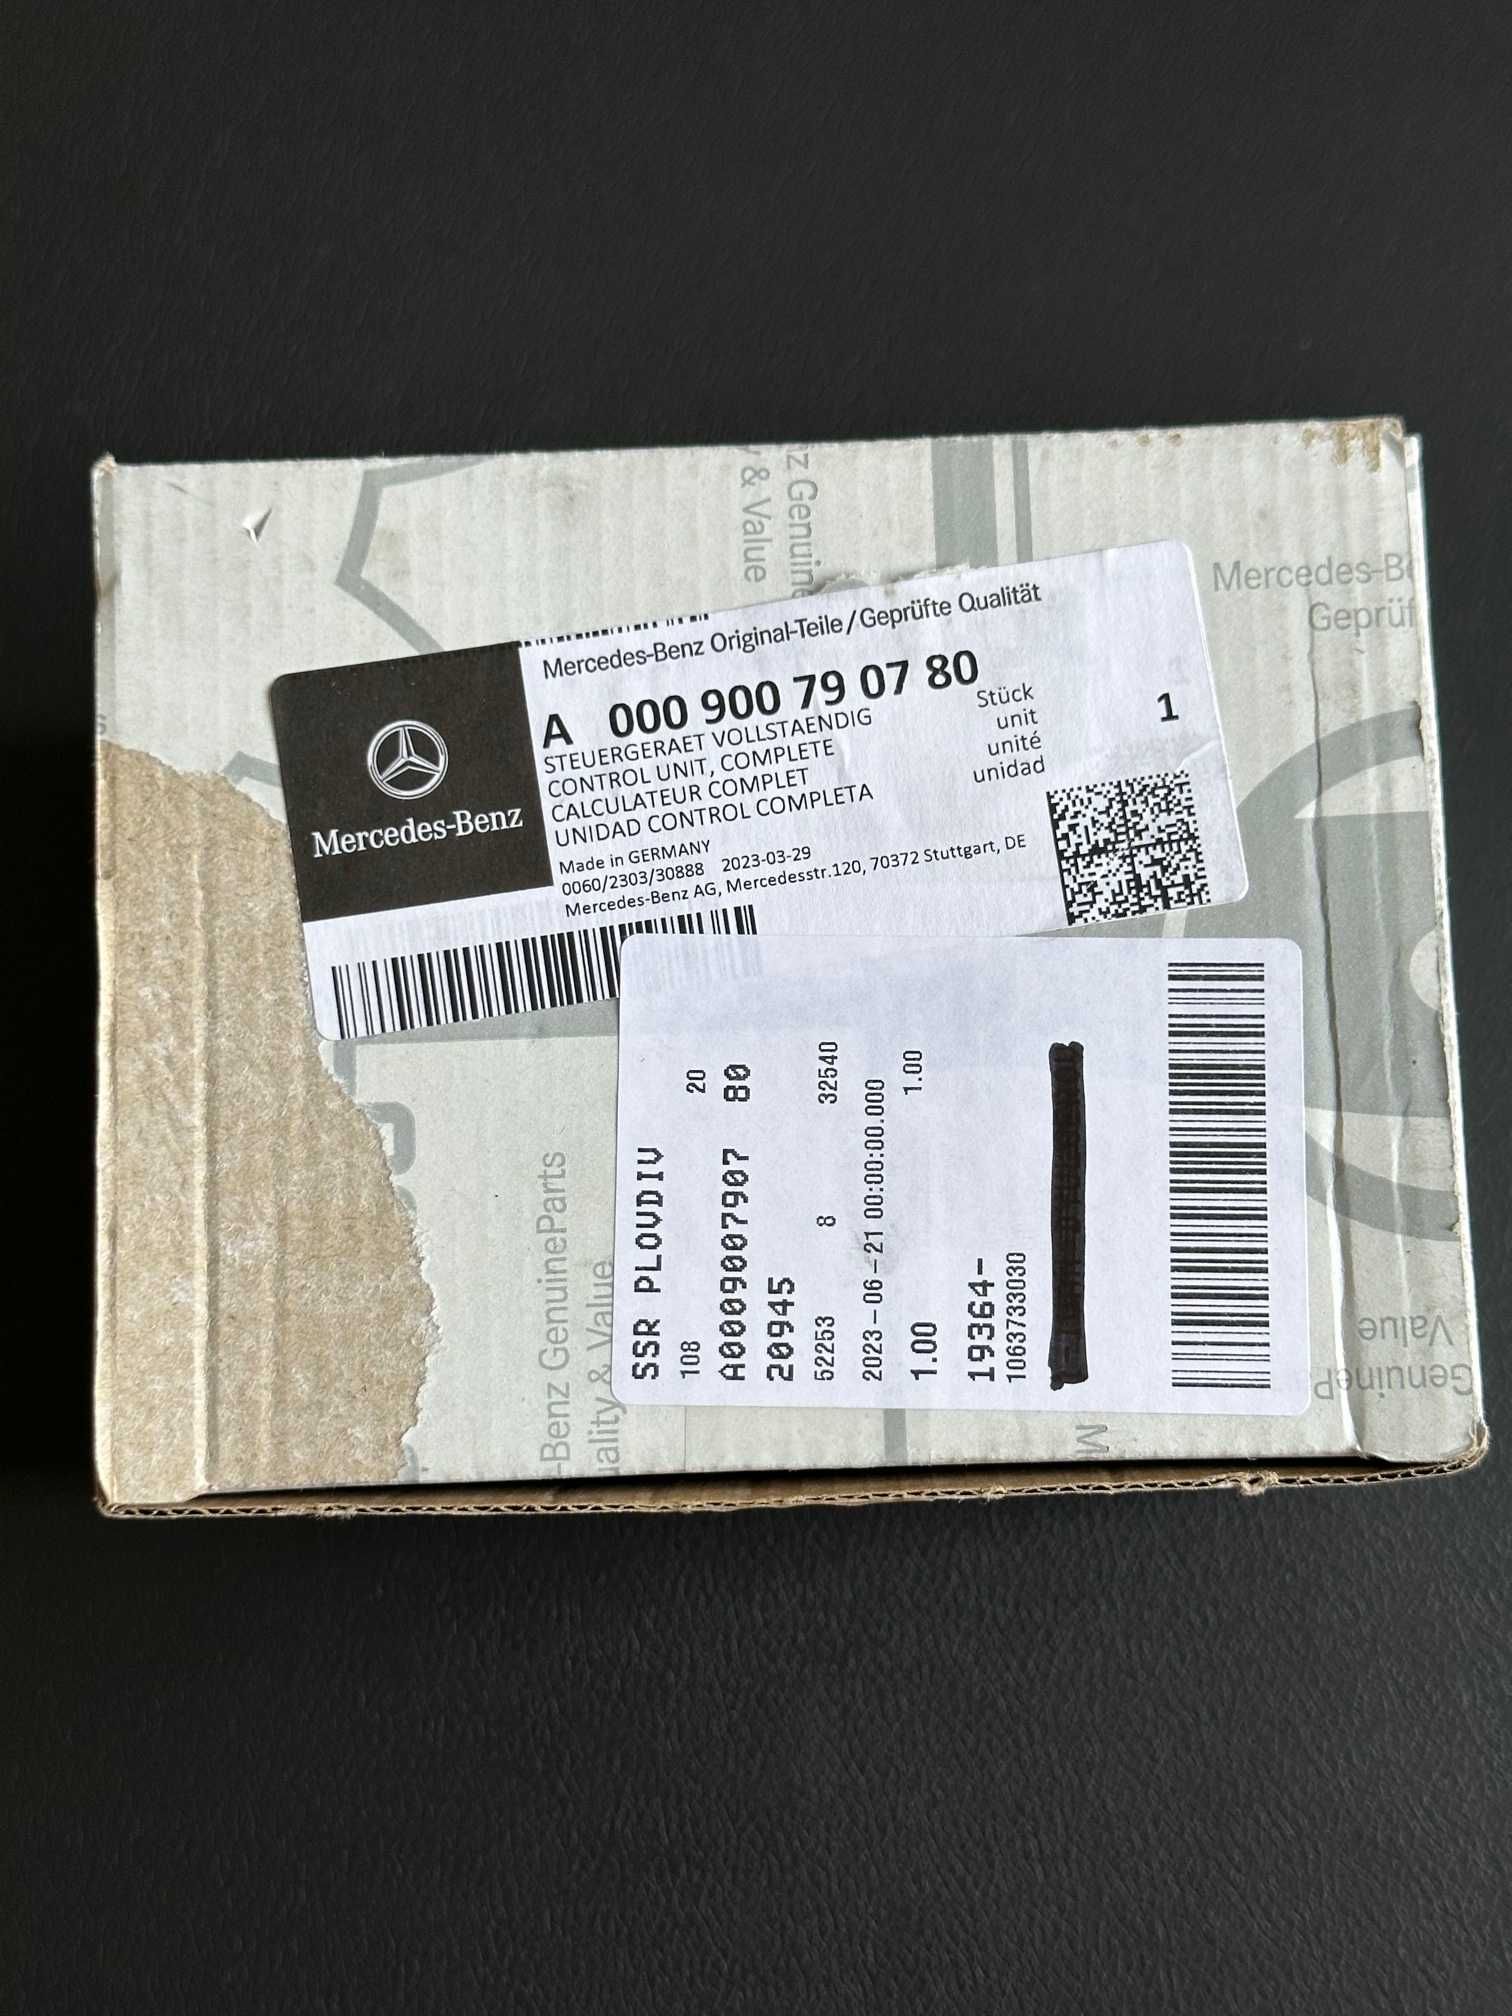 y & Value
z Genuine
Mercedes-Be
Geprüf
Mercedes-Benz
Mercedes-Benz Original-Teile/Geprüfte Qualität
A 000 900 79 07 80
STEUERGERAET VOLLSTAENDIG
CONTROL UNIT, COMPLETE
CALCULATEUR COMPLET
UNIDAD CONTROL COMPLETA
Stück
unit
unité
unidad
1
Made in GERMANY
0060/2303/30888 2023-03-29
Mercedes-Benz AG, Mercedesstr.120, 70372 Stuttgart, DE
SSR PLOVDIV
108 20
A0009007907 80
20945
52253 8 32540
2023-06-21 00:00:00.000
1.00 1.00
19364-
1063733030
-Benz GenuineParts
uality & Value
Value
GenuineP
M